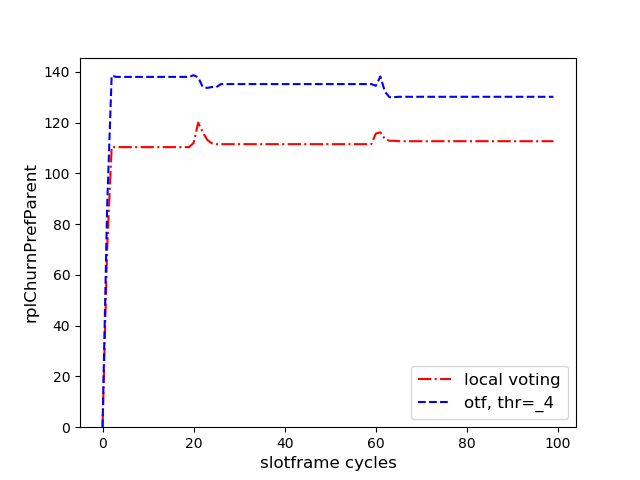 140
120
100
80
60
40
20
0
rplChurnPrefParent
local voting
otf, thr=_4
0 20 40 60 80 100
slotframe cycles